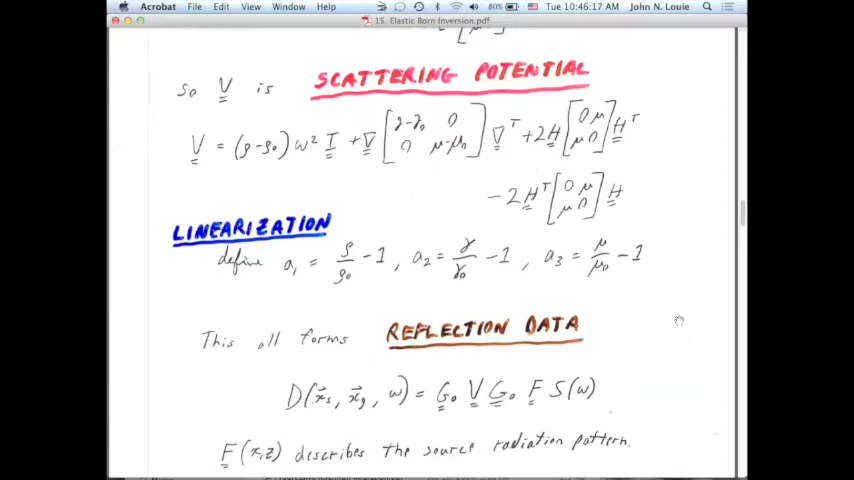 Acrobat File Edit View Window Help 80% Tue 10:46:17 AM John N. Louie
15. Elastic Born Inversion.pdf
so V is SCATTERING POTENTIAL
V = (ρ-ρ₀) ω² I + ∇ [γ-γ₀ 0 / 0 μ-μ₀] ∇ᵀ + 2H [0 μ / μ 0] Hᵀ
- 2Hᵀ [0 μ / μ 0] H
LINEARIZATION
define a₁ = ρ/ρ₀ - 1, a₂ = γ/γ₀ - 1, a₃ = μ/μ₀ - 1
This all forms REFLECTION DATA
D(x⃗s, x⃗g, ω) = G₀ V G₀ F S(ω)
F(x,z) describes the source radiation pattern.